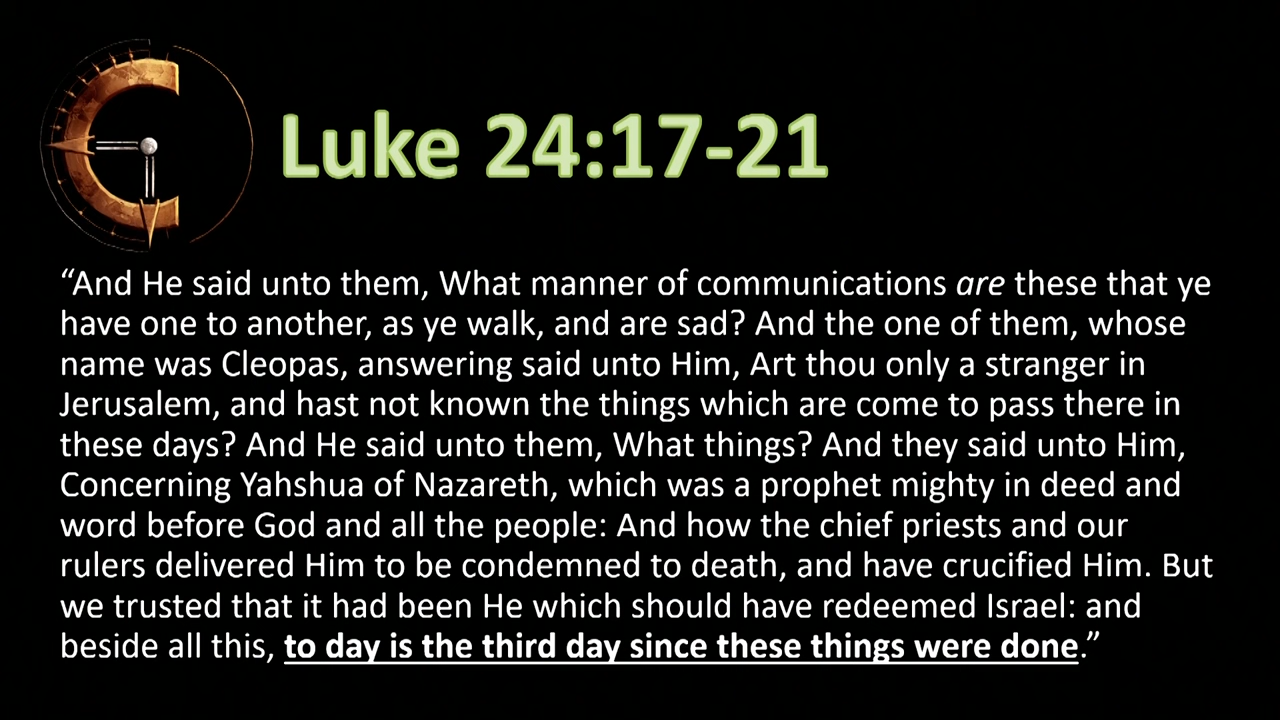 Luke 24:17-21
“And He said unto them, What manner of communications are these that ye
have one to another, as ye walk, and are sad? And the one of them, whose
name was Cleopas, answering said unto Him, Art thou only a stranger in
Jerusalem, and hast not known the things which are come to pass there in
these days? And He said unto them, What things? And they said unto Him,
Concerning Yahshua of Nazareth, which was a prophet mighty in deed and
word before God and all the people: And how the chief priests and our
rulers delivered Him to be condemned to death, and have crucified Him. But
we trusted that it had been He which should have redeemed Israel: and
beside all this, to day is the third day since these things were done.”